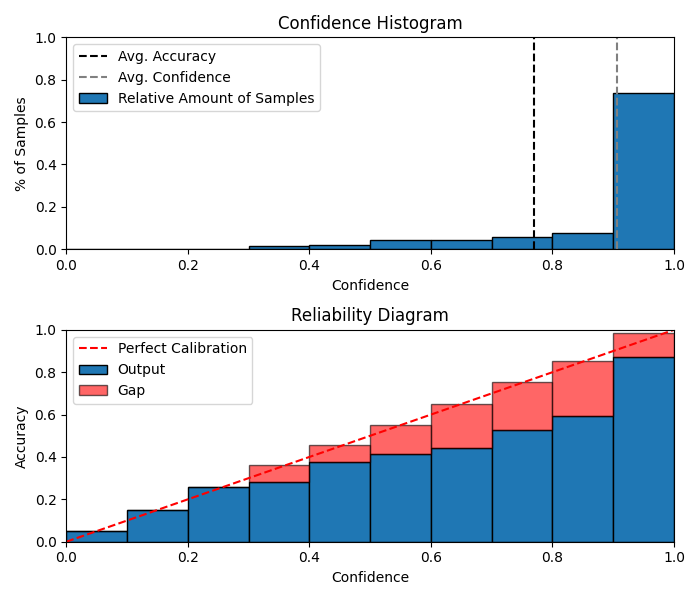 Confidence Histogram
1.0
0.8
0.6
0.4
0.2
0.0
% of Samples
Avg. Accuracy
Avg. Confidence
Relative Amount of Samples
0.0 0.2 0.4 0.6 0.8 1.0
Confidence
Reliability Diagram
1.0
0.8
0.6
0.4
0.2
0.0
Accuracy
Perfect Calibration
Output
Gap
0.0 0.2 0.4 0.6 0.8 1.0
Confidence